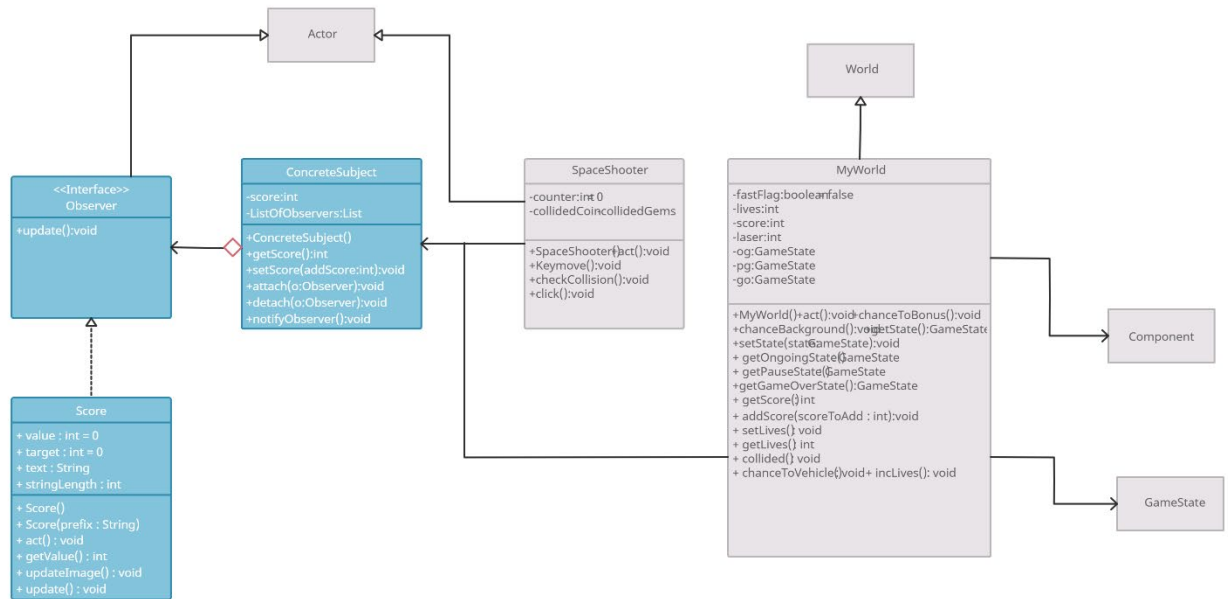 Actor
World
<<Interface>>
Observer
+update():void
ConcreteSubject
-score:int
-ListOfObservers:List
+ConcreteSubject()
+getScore():int
+setScore(addScore:int):void
+attach(o:Observer):void
+detach(o:Observer):void
+notifyObserver():void
SpaceShooter
-counter:int = 0
-collidedCoin-collidedGems
+SpaceShooter()+act():void
+Keymove():void
+checkCollision():void
+click():void
MyWorld
-fastFlag:boolean=false
-lives:int
-score:int
-laser:int
-og:GameState
-pg:GameState
-go:GameState
+MyWorld()+act():void+chanceToBonus():void
+chanceBackground():void+getState():GameState
+setState(state:GameState):void
+ getOngoingState():GameState
+ getPauseState():GameState
+getGameOverState():GameState
+ getScore():int
+ addScore(scoreToAdd : int):void
+ setLives(): void
+ getLives(): int
+ collided(): void
+ chanceToVehicle():void+ incLives(): void
Component
GameState
Score
+ value : int = 0
+ target : int = 0
+ text : String
+ stringLength : int
+ Score()
+ Score(prefix : String)
+ act() : void
+ getValue() : int
+ updateImage() : void
+ update() : void